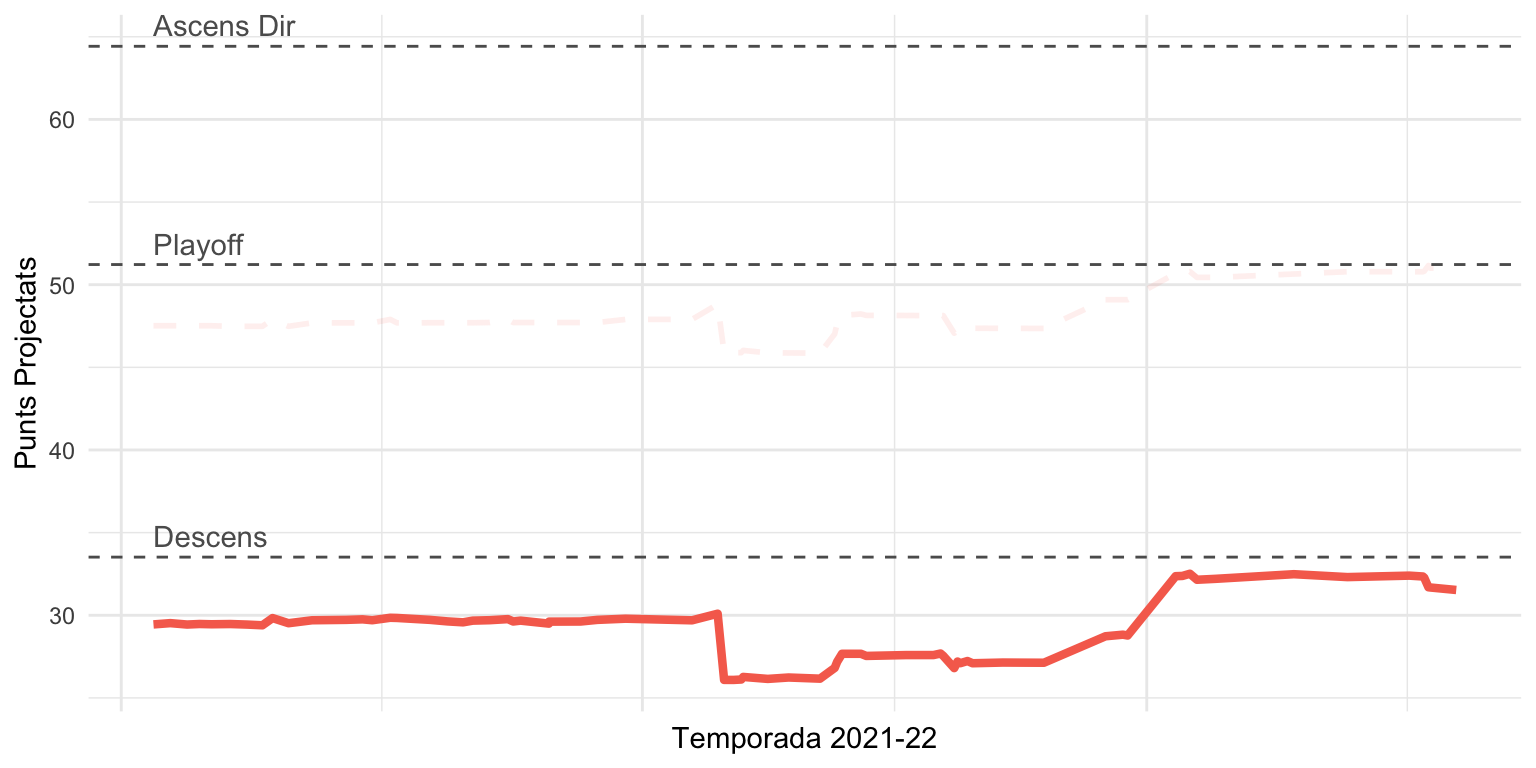 Ascens Dir
60
Playoff
50
Punts Projectats
40
Descens
30
Temporada 2021-22